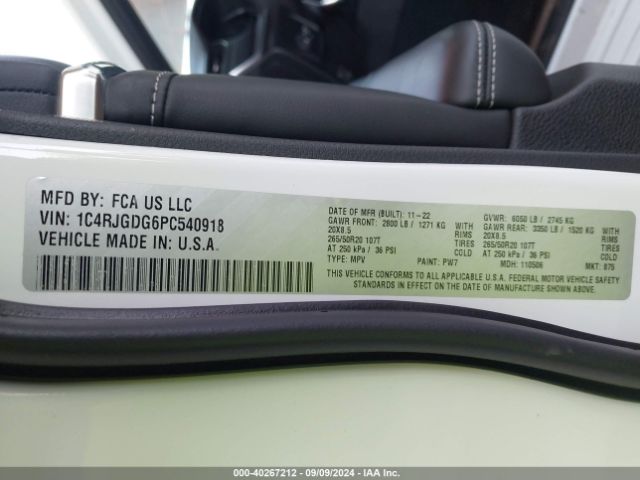 MFD BY: FCA US LLC
VIN: 1C4RJGDG6PC540918
VEHICLE MADE IN: U.S.A.
DATE OF MFR (BUILT): 11-22 GVWR: 6050 LB / 2745 KG
GAWR FRONT: 2800 LB / 1271 KG WITH GAWR REAR: 3350 LB / 1520 KG WITH
20X8.5 RIMS 20X8.5 RIMS
265/50R20 107T TIRES 265/50R20 107T TIRES
AT 250 kPa / 36 PSI COLD AT 250 kPa / 36 PSI COLD
TYPE: MPV PAINT: PW7 MDH: 110506 MKT: 875
THIS VEHICLE CONFORMS TO ALL APPLICABLE U.S.A. FEDERAL MOTOR VEHICLE SAFETY
STANDARDS IN EFFECT ON THE DATE OF MANUFACTURE SHOWN ABOVE.
000-40267212 - 09/09/2024 - IAAI.com